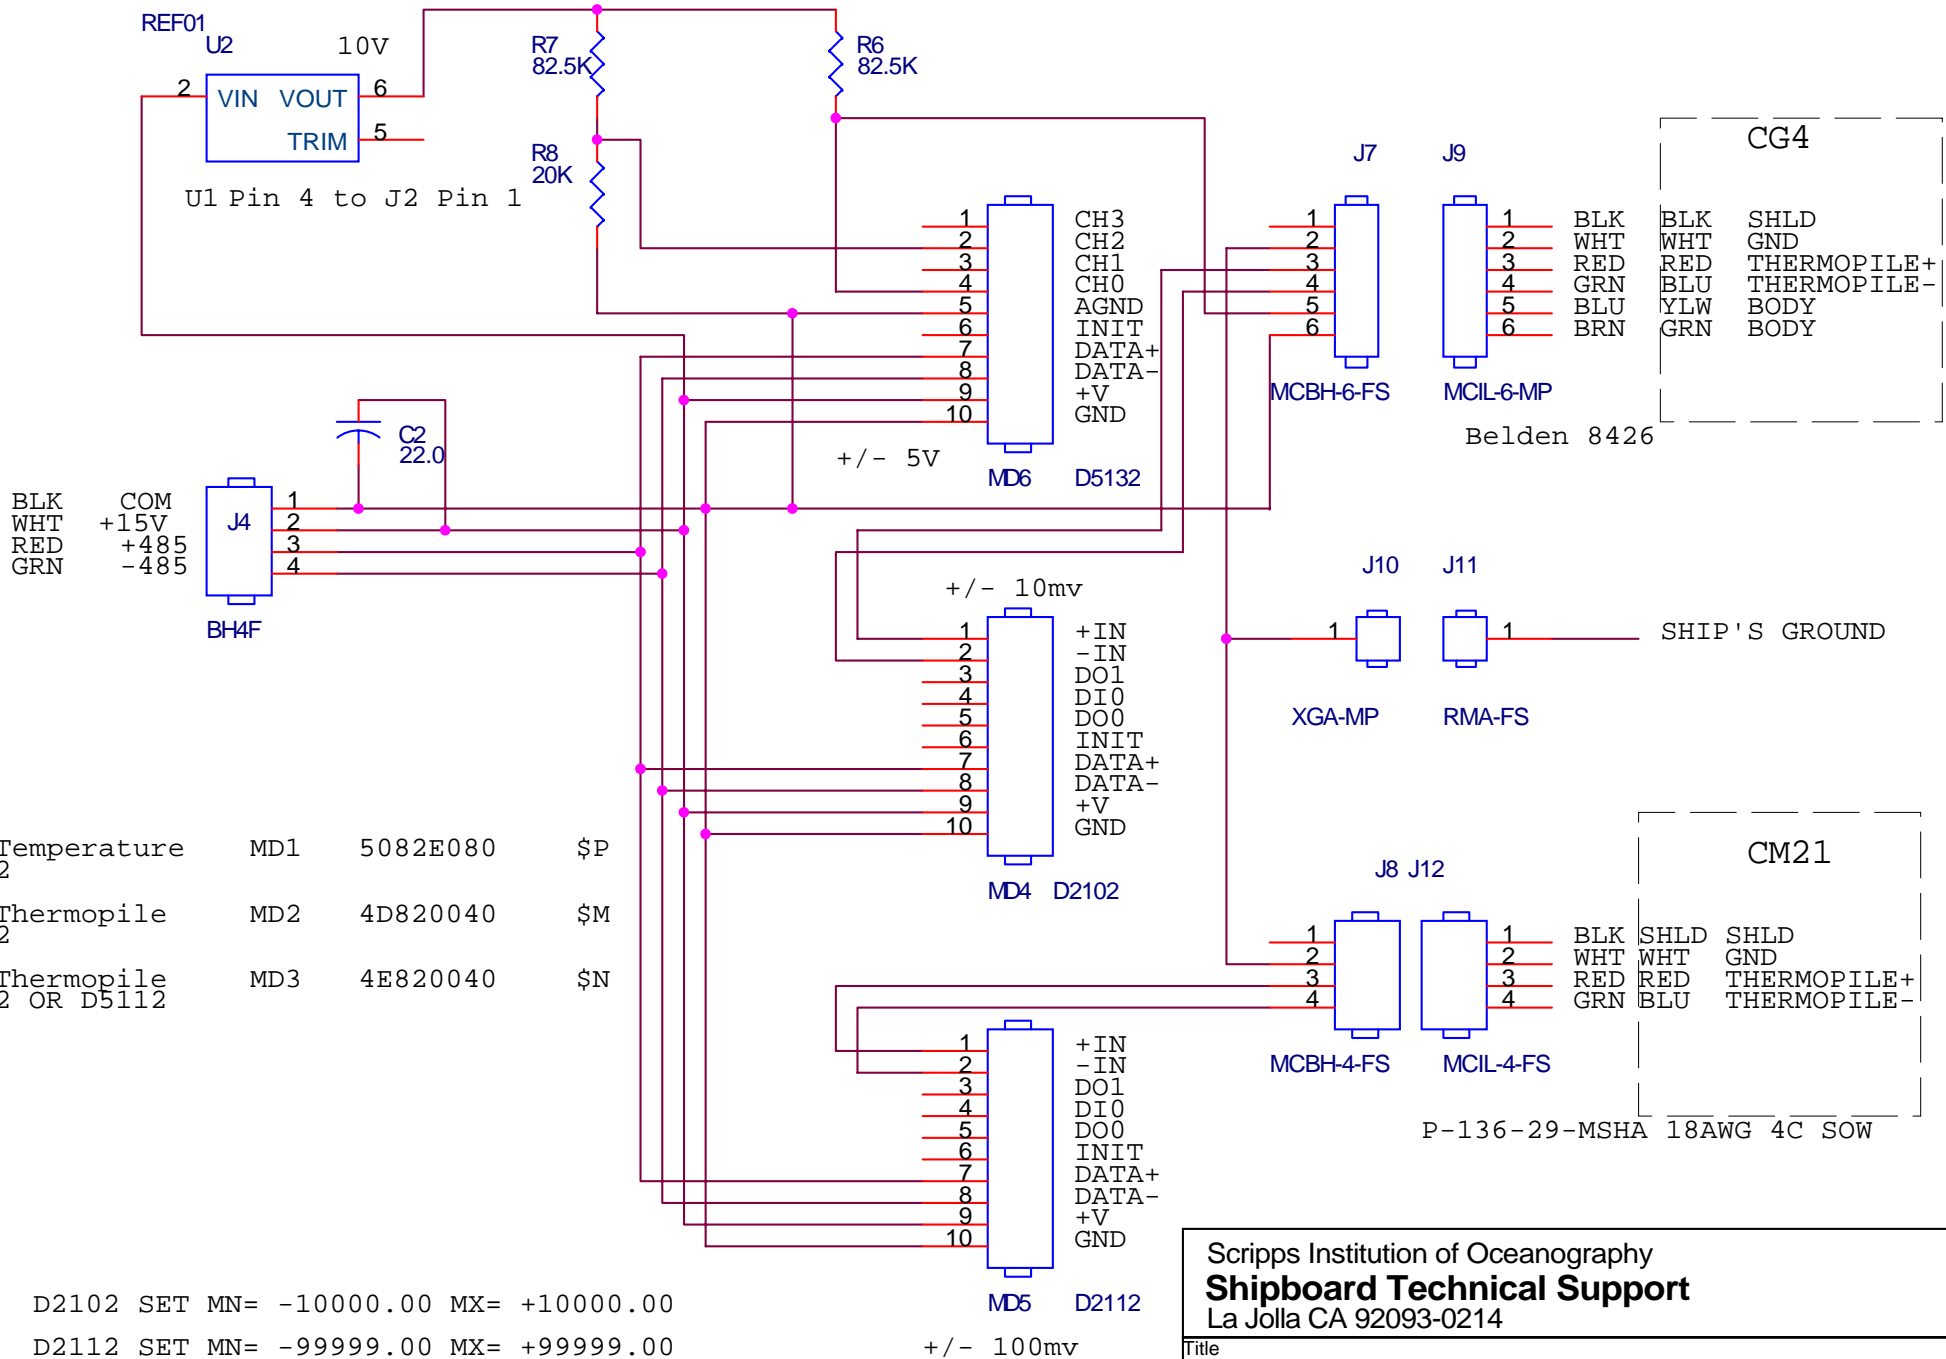 REF01
U2
10V
2 VIN VOUT 6
TRIM 5
U1 Pin 4 to J2 Pin 1
R7
82.5K
R6
82.5K
R8
20K
1 CH3
2 CH2
3 CH1
4 CH0
5 AGND
6 INIT
7 DATA+
8 DATA-
9 +V
10 GND
+/- 5V
MD6 D5132
J7 J9
1
2
3
4
5
6
MCBH-6-FS
CG4
1 BLK BLK SHLD
2 WHT WHT GND
3 RED RED THERMOPILE+
4 GRN BLU THERMOPILE-
5 BLU YLW BODY
6 BRN GRN BODY
MCIL-6-MP
Belden 8426
C2
22.0
BLK COM 1
WHT +15V 2
RED +485 3
GRN -485 4
J4
BH4F
+/- 10mv
1 +IN
2 -IN
3 DO1
4 DI0
5 DO0
6 INIT
7 DATA+
8 DATA-
9 +V
10 GND
MD4 D2102
J10 J11
1 1 SHIP'S GROUND
XGA-MP RMA-FS
Temperature MD1 5082E080 $P
2
Thermopile MD2 4D820040 $M
2
Thermopile MD3 4E820040 $N
2 OR D5112
J8 J12
1
2
3
4
MCBH-4-FS
CM21
1 BLK SHLD SHLD
2 WHT WHT GND
3 RED RED THERMOPILE+
4 GRN BLU THERMOPILE-
MCIL-4-FS
P-136-29-MSHA 18AWG 4C SOW
1 +IN
2 -IN
3 DO1
4 DI0
5 DO0
6 INIT
7 DATA+
8 DATA-
9 +V
10 GND
MD5 D2112
+/- 100mv
D2102 SET MN= -10000.00 MX= +10000.00
D2112 SET MN= -99999.00 MX= +99999.00
Scripps Institution of Oceanography
Shipboard Technical Support
La Jolla CA 92093-0214
Title